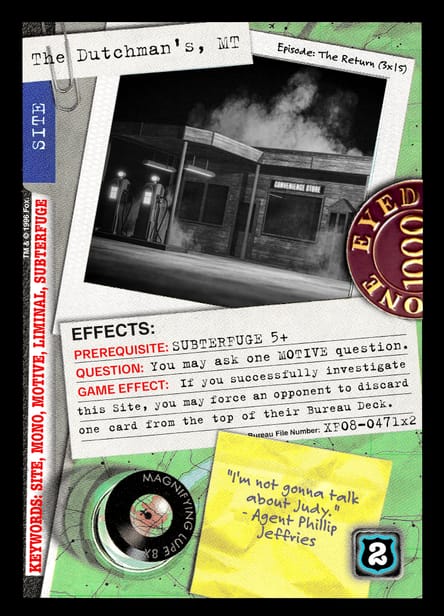 The Dutchman's, MT
Episode: The Return (3x15)
SITE
CONVENIENCE STORE
ONE EYED
1000
TM & © 1996 Fox.
KEYWORDS: SITE, MONO, MOTIVE, LIMINAL, SUBTERFUGE
EFFECTS:
PREREQUISITE: SUBTERFUGE 5+
QUESTION: You may ask one MOTIVE question.
GAME EFFECT: If you successfully investigate
this Site, you may force an opponent to discard
one card from the top of their Bureau Deck.
Bureau File Number: XF08-0471x2
MAGNIFYING LUPE 8X
"I'm not gonna talk
about Judy."
- Agent Phillip
Jeffries
2